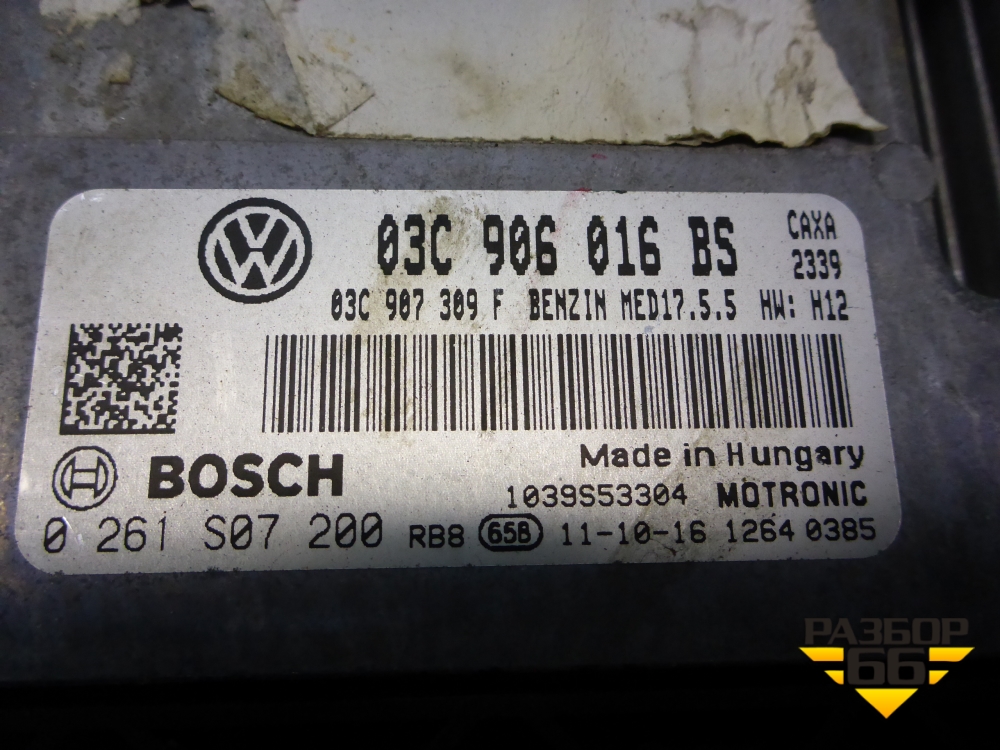 03C 906 016 BS
CAXA
2339
03C 907 309 F BENZIN MED17.5.5 HW: H12
BOSCH
Made in Hungary
1039S53304 MOTRONIC
0 261 S07 200 RB8 65B 11-10-16 1264 0385
РАЗБОР
66